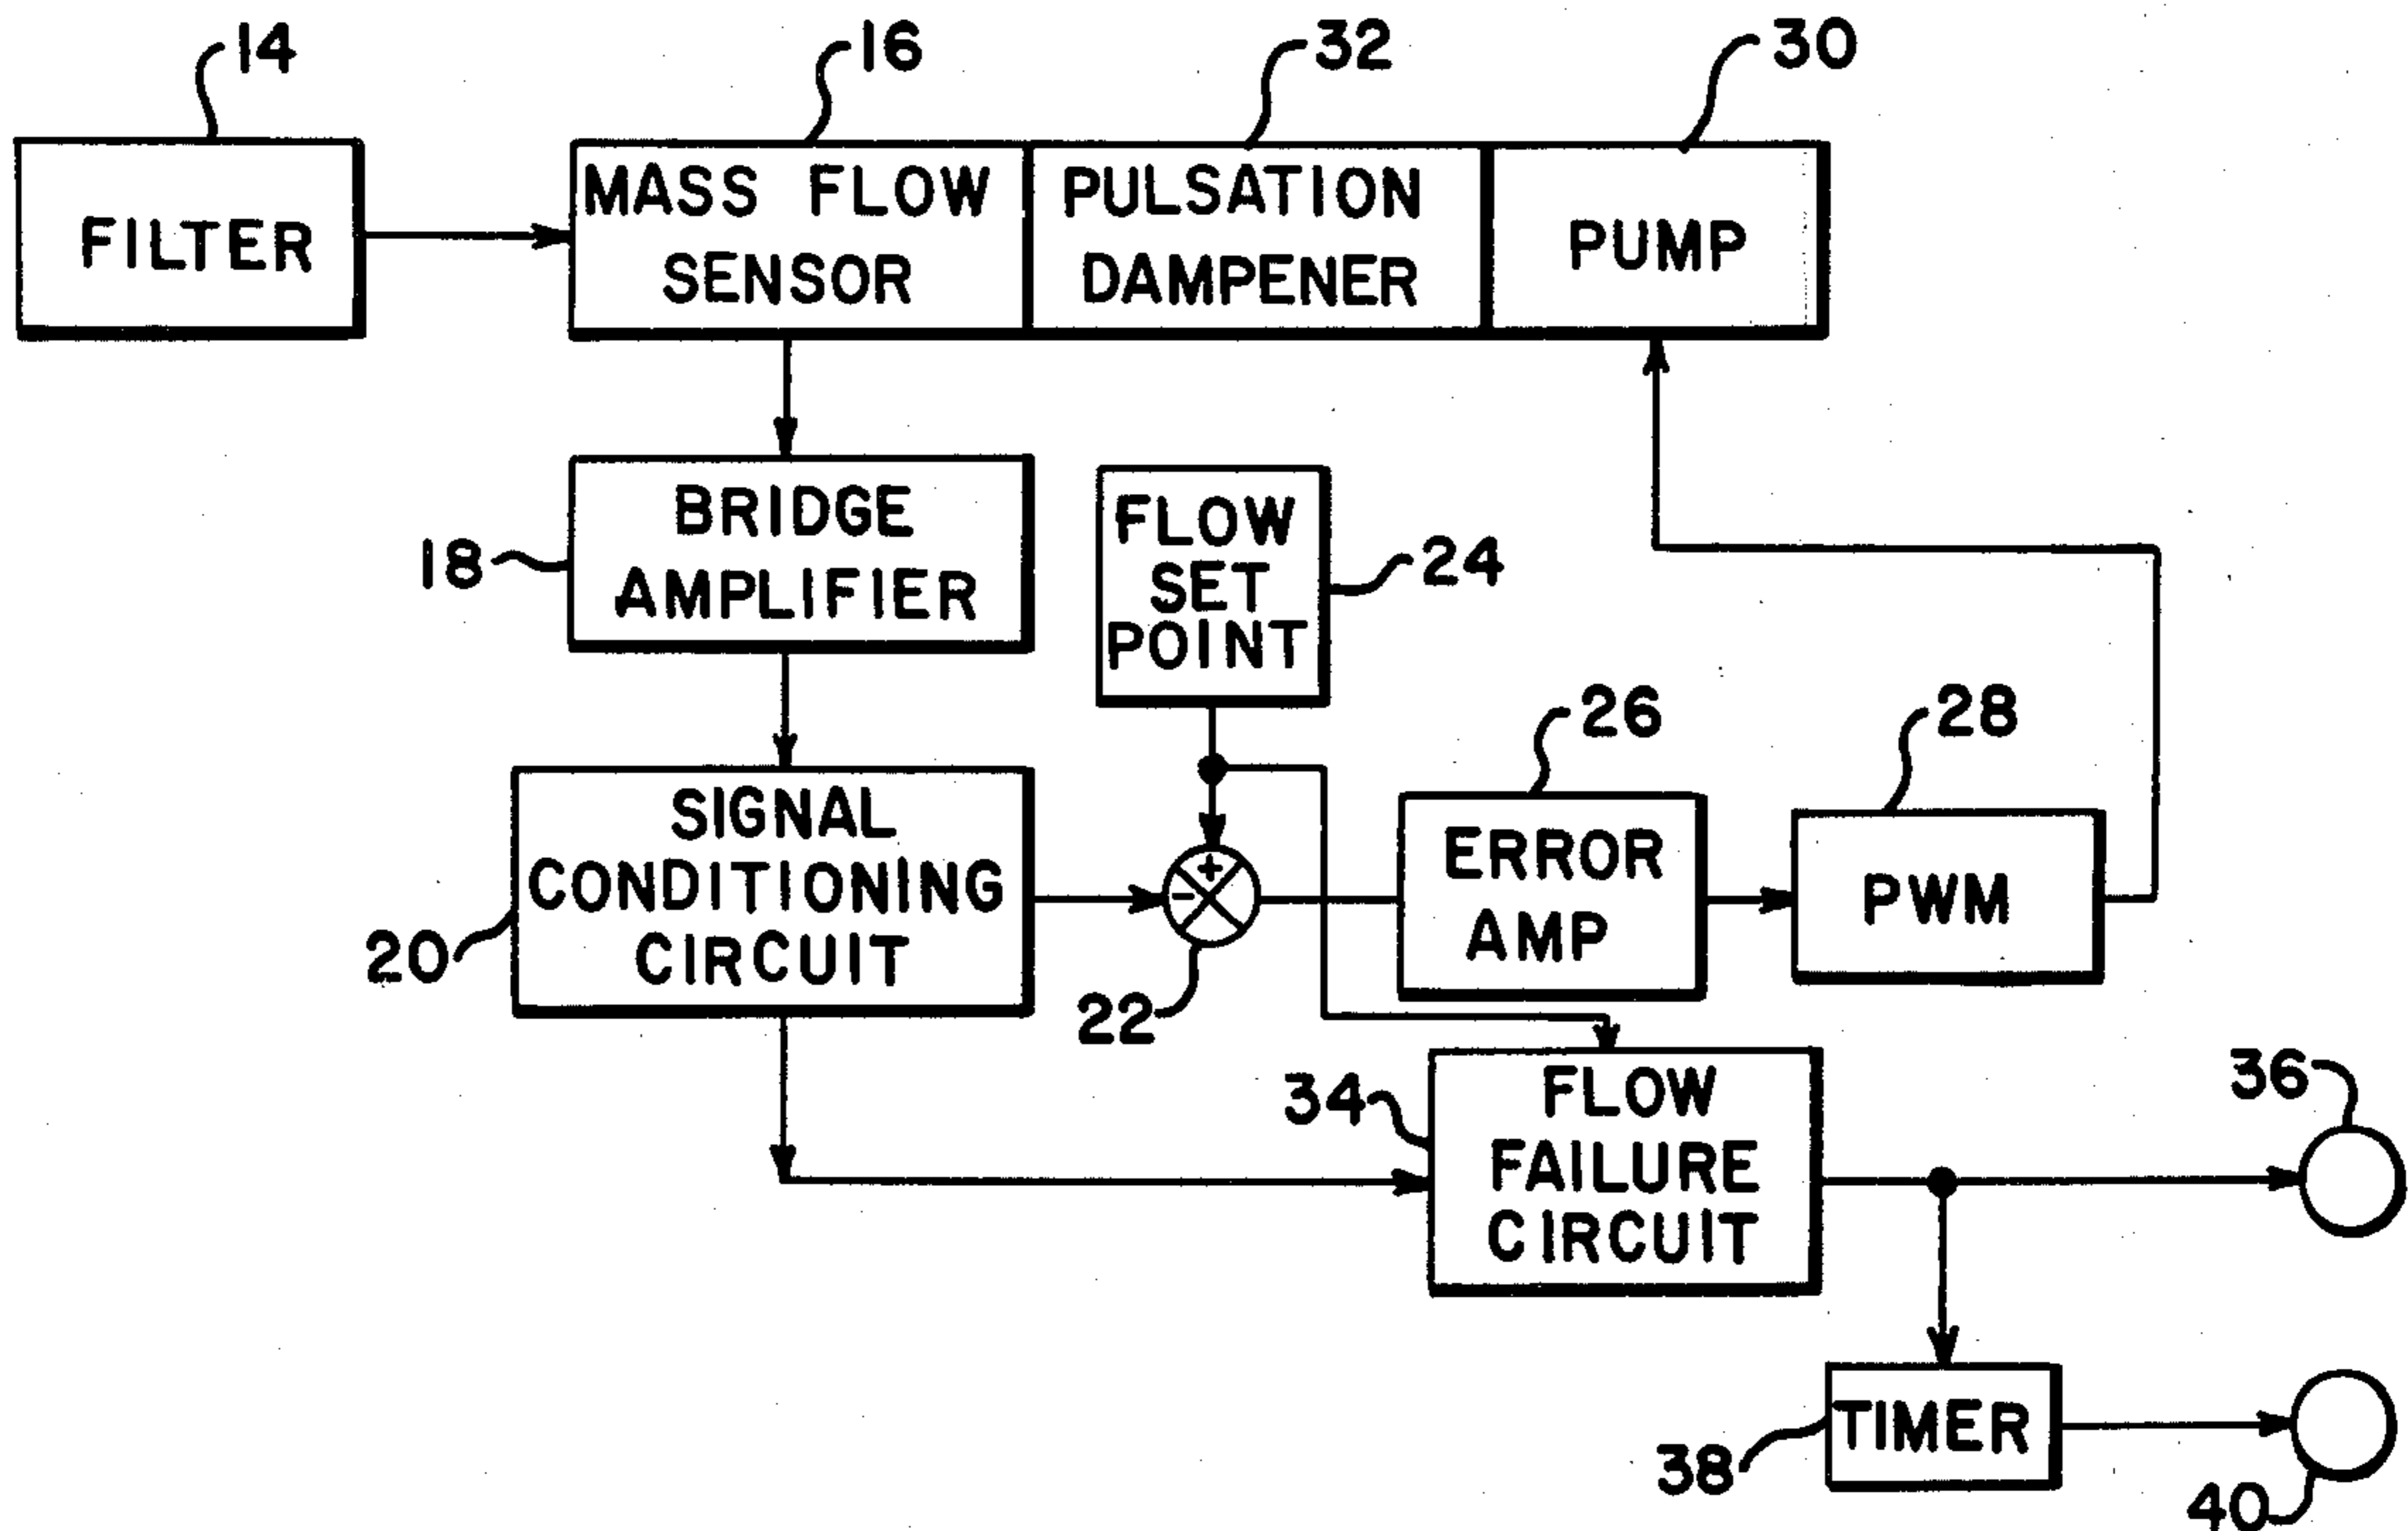 14
16
32
30
FILTER
MASS FLOW
SENSOR
PULSATION
DAMPENER
PUMP
18
BRIDGE
AMPLIFIER
FLOW
SET
POINT
24
26
28
20
SIGNAL
CONDITIONING
CIRCUIT
+
-
22
ERROR
AMP
PWM
34
FLOW
FAILURE
CIRCUIT
36
38
TIMER
40